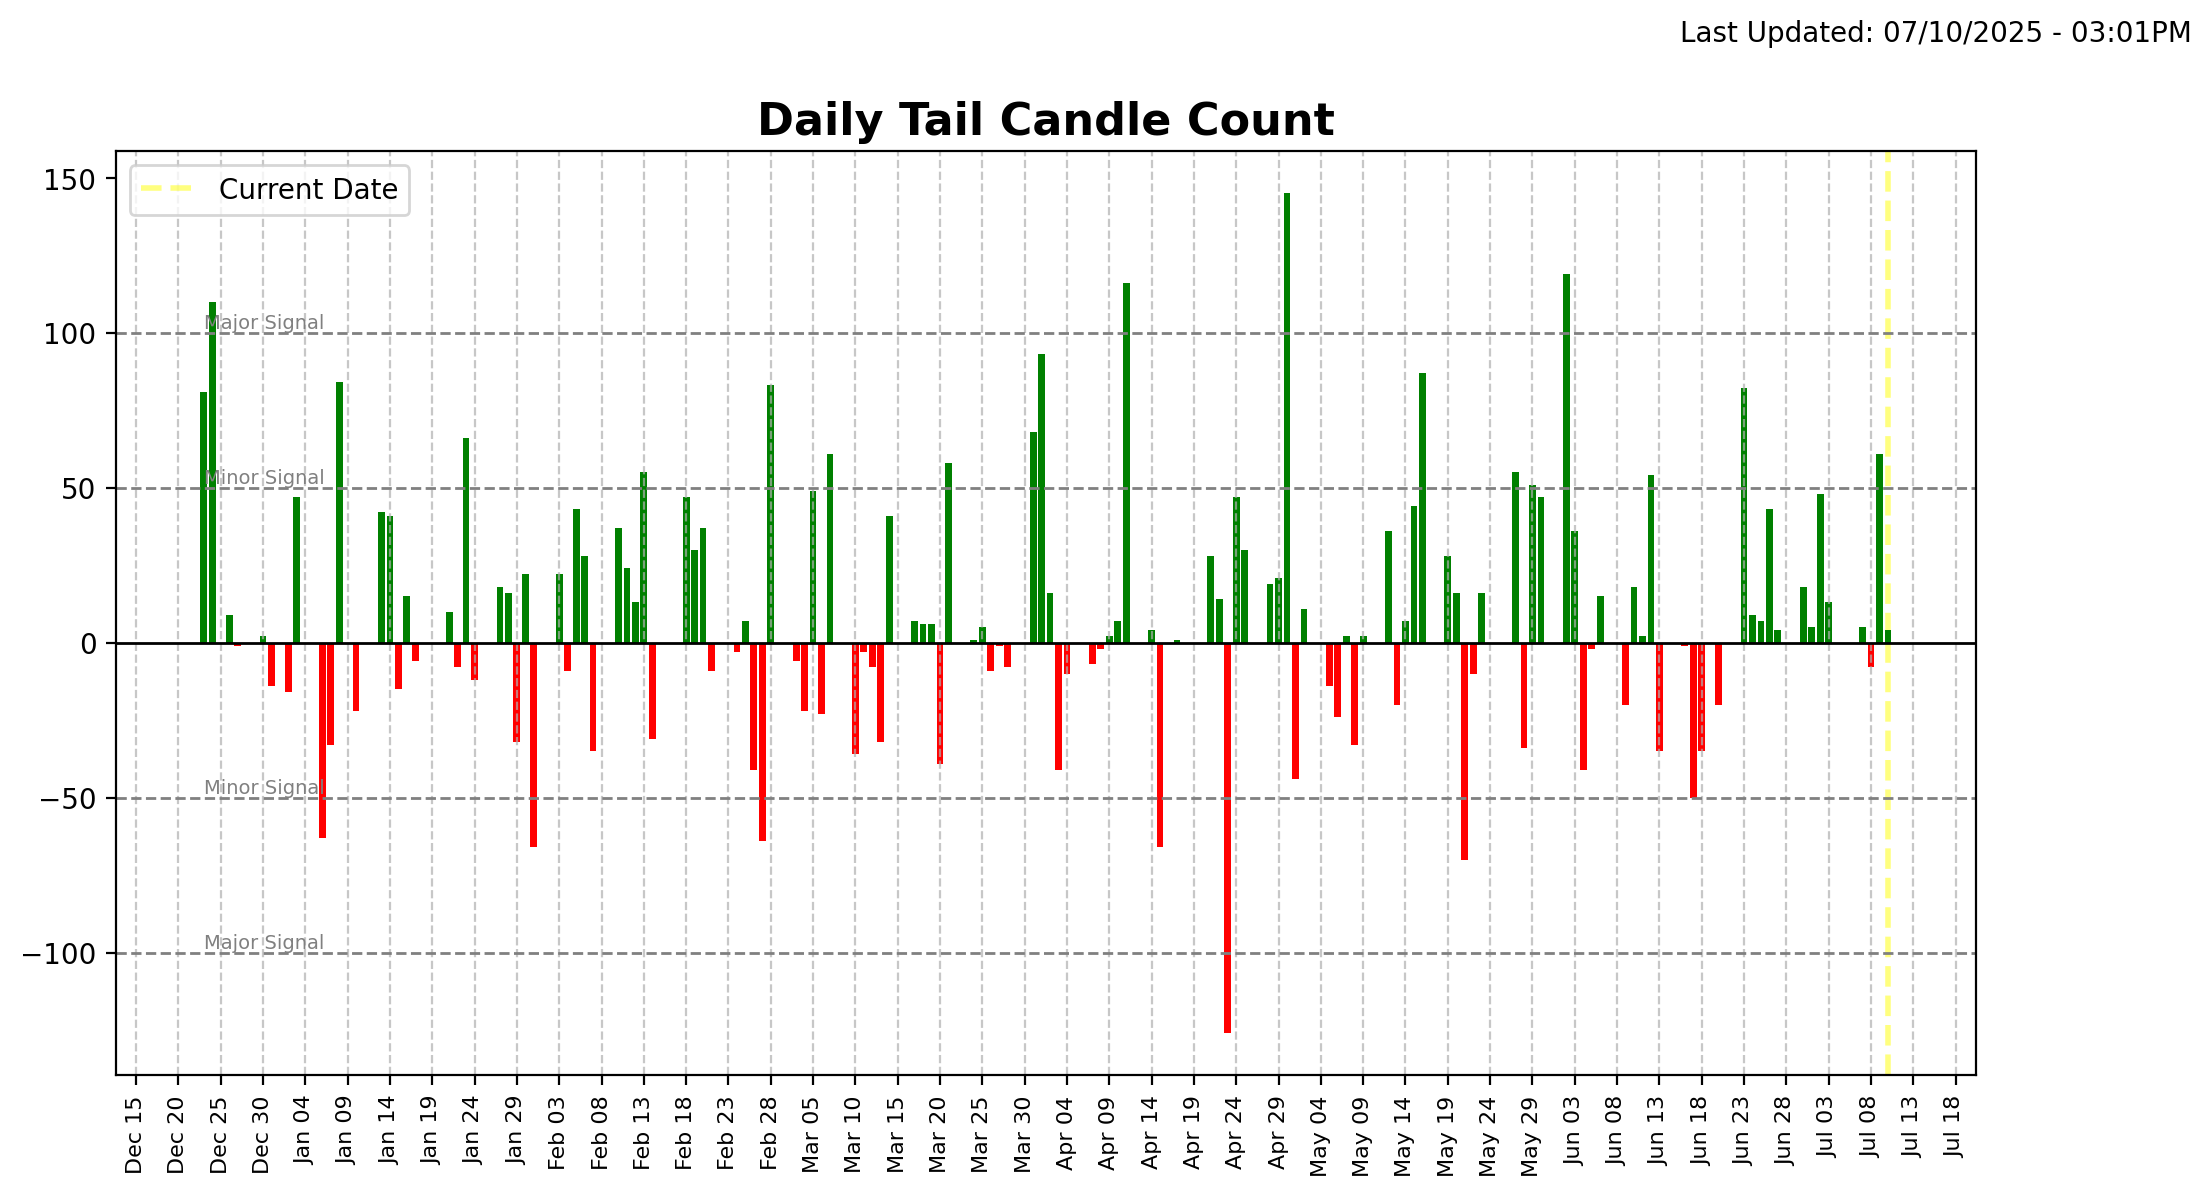 Last Updated: 07/10/2025 - 03:01PM
Daily Tail Candle Count
Current Date
150
Major Signal
100
Minor Signal
50
0
Minor Signal
−50
Major Signal
−100
Dec 15
Dec 20
Dec 25
Dec 30
Jan 04
Jan 09
Jan 14
Jan 19
Jan 24
Jan 29
Feb 03
Feb 08
Feb 13
Feb 18
Feb 23
Feb 28
Mar 05
Mar 10
Mar 15
Mar 20
Mar 25
Mar 30
Apr 04
Apr 09
Apr 14
Apr 19
Apr 24
Apr 29
May 04
May 09
May 14
May 19
May 24
May 29
Jun 03
Jun 08
Jun 13
Jun 18
Jun 23
Jun 28
Jul 03
Jul 08
Jul 13
Jul 18